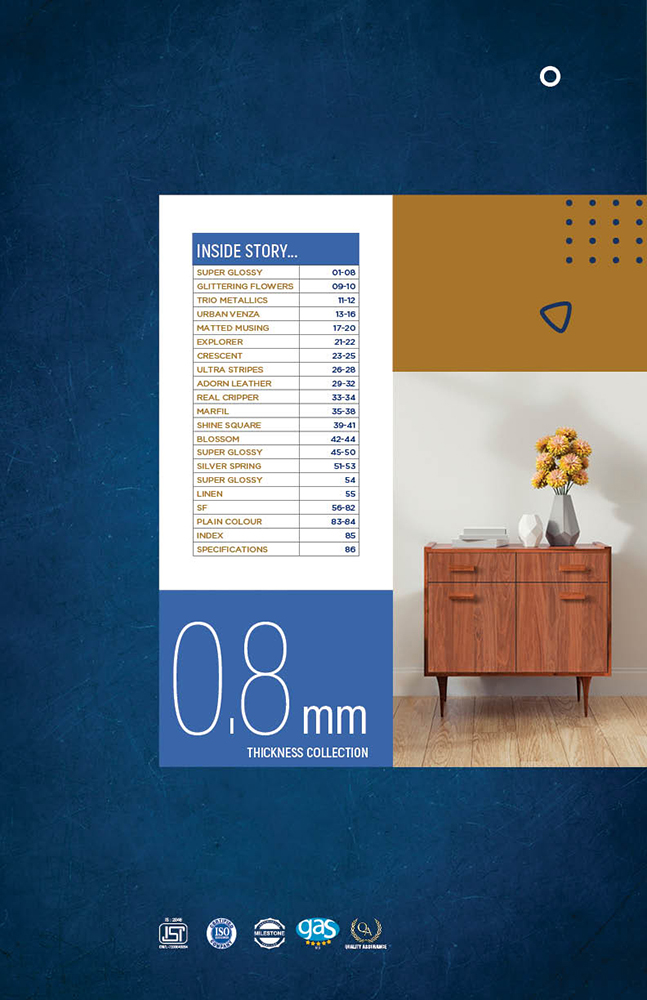 INSIDE STORY...
SUPER GLOSSY 01-08
GLITTERING FLOWERS 09-10
TRIO METALLICS 11-12
URBAN VENZA 13-16
MATTED MUSING 17-20
EXPLORER 21-22
CRESCENT 23-25
ULTRA STRIPES 26-28
ADORN LEATHER 29-32
REAL CRIPPER 33-34
MARFIL 35-38
SHINE SQUARE 39-41
BLOSSOM 42-44
SUPER GLOSSY 45-50
SILVER SPRING 51-53
SUPER GLOSSY 54
LINEN 55
SF 56-82
PLAIN COLOUR 83-84
INDEX 85
SPECIFICATIONS 86
0.8 mm
THICKNESS COLLECTION
IS : 2046
ISI
ISO
MILESTONE
gas
QA
QUALITY ASSURANCE